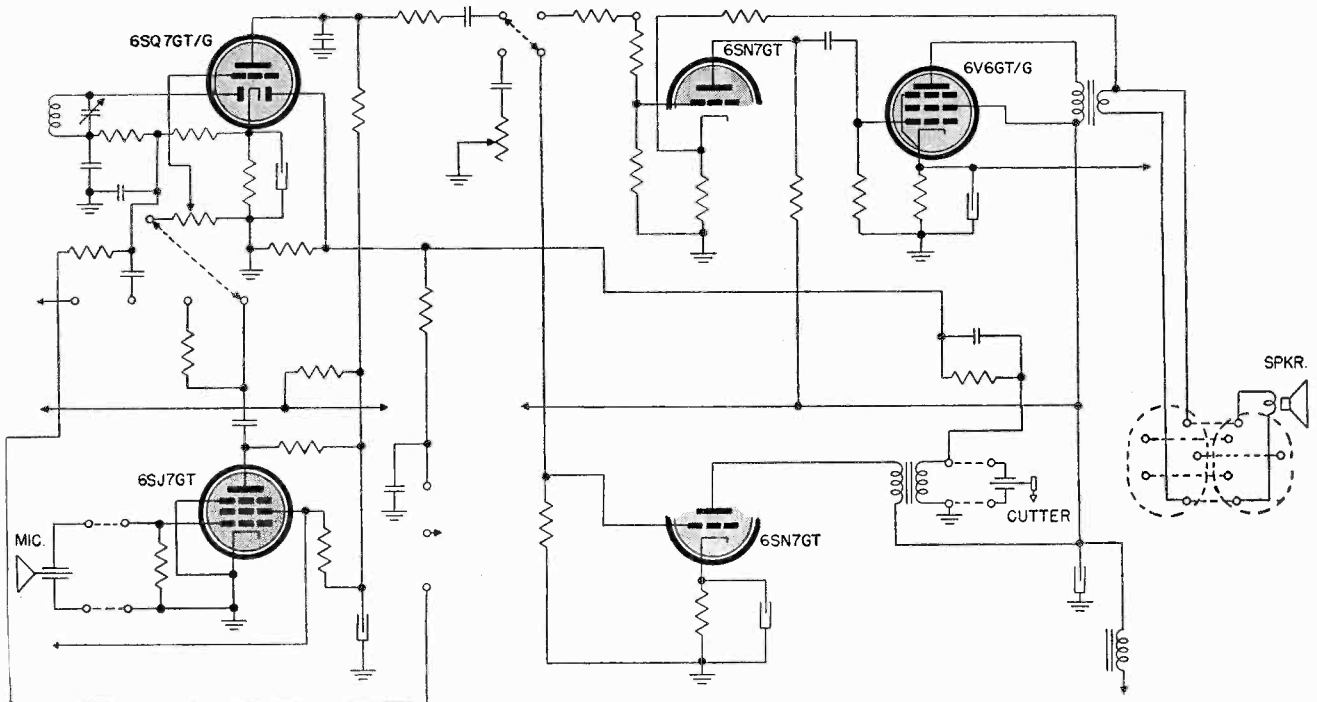 6SQ7GT/G
6SN7GT
6V6GT/G
SPKR.
6SJ7GT
MIC.
6SN7GT
CUTTER